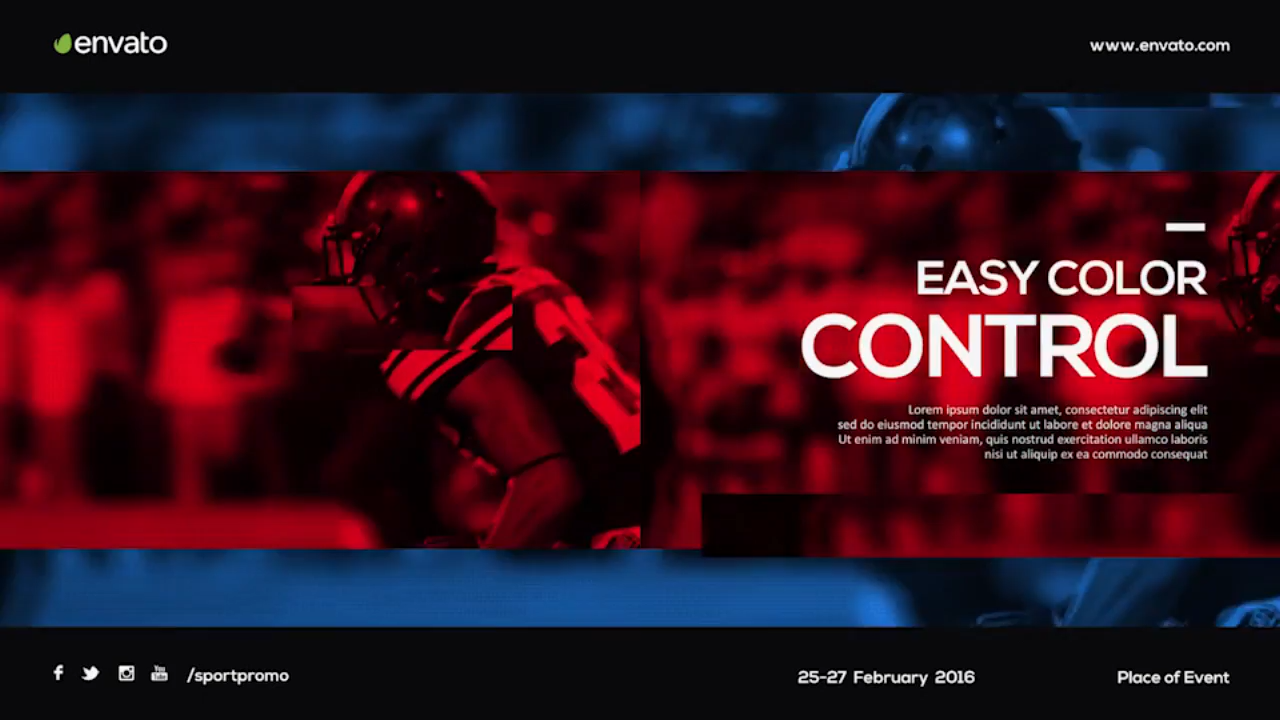 envato
www.envato.com
EASY COLOR
CONTROL
Lorem ipsum dolor sit amet, consectetur adipiscing elit
sed do eiusmod tempor incididunt ut labore et dolore magna aliqua
Ut enim ad minim veniam, quis nostrud exercitation ullamco laboris
nisi ut aliquip ex ea commodo consequat
You Tube
/sportpromo
25-27 February 2016
Place of Event